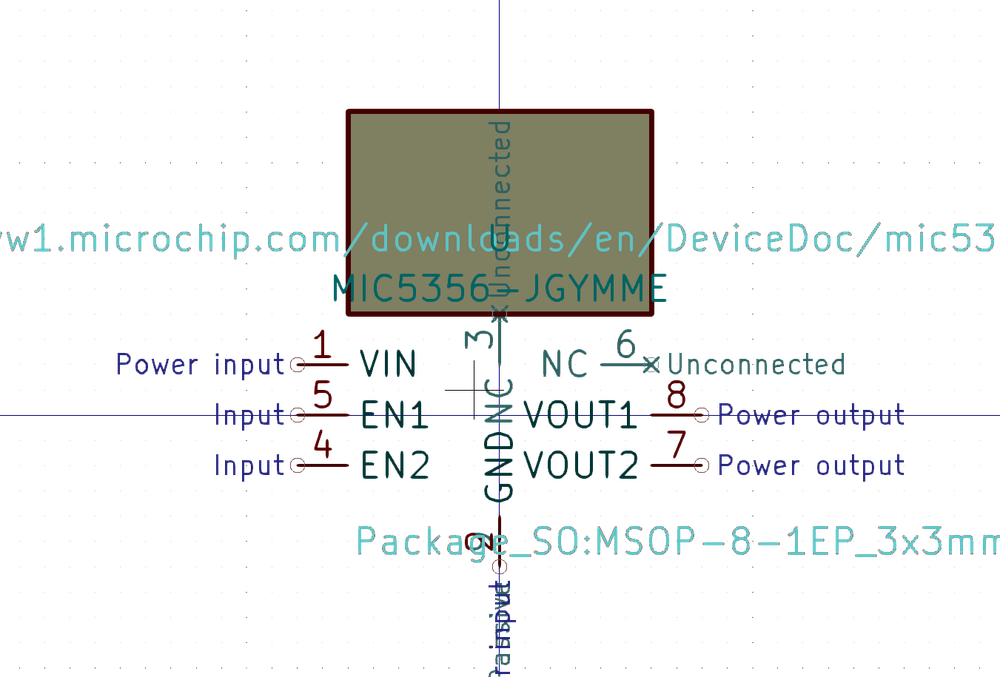 Unconnected
U
w1.microchip.com/downloads/en/DeviceDoc/mic53
MIC5356-JGYMME
3
NC
Power input 1 VIN
NC 6 Unconnected
Input 5 EN1
VOUT1 8 Power output
Input 4 EN2
GND
VOUT2 7 Power output
Package_SO:MSOP-8-1EP_3x3mm
input